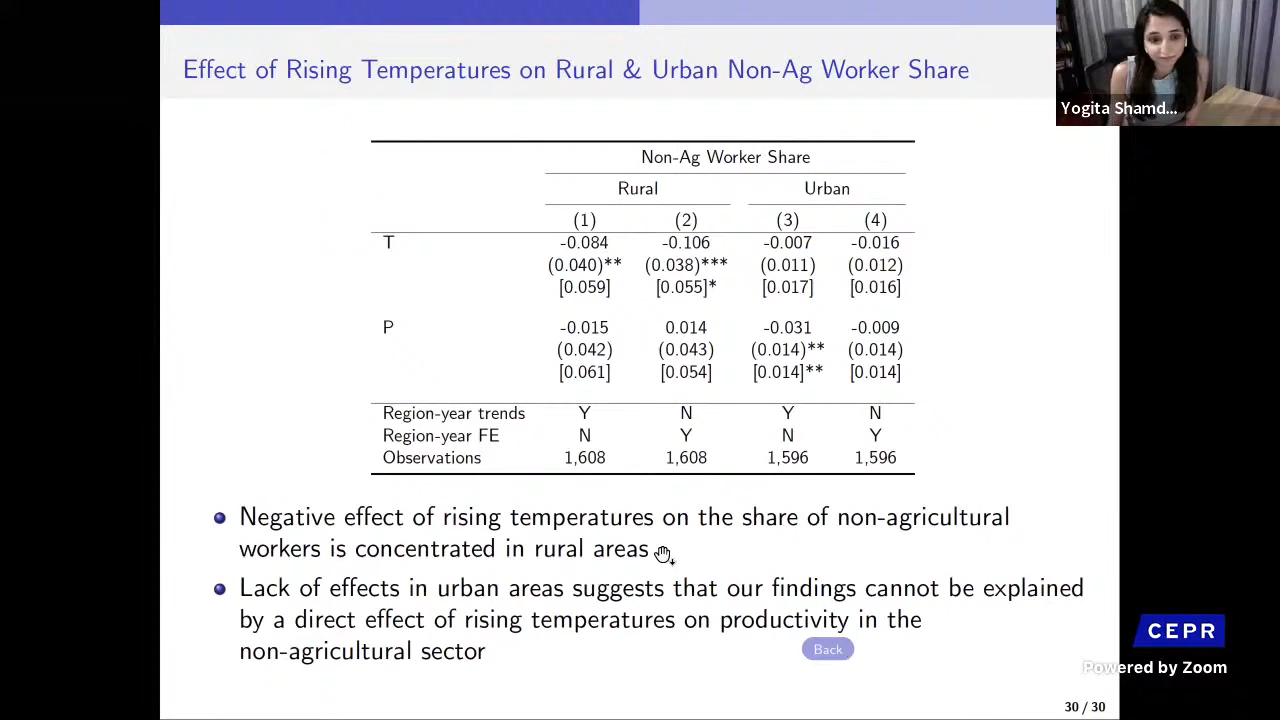 Effect of Rising Temperatures on Rural & Urban Non-Ag Worker Share
Yogita Shamd...
Non-Ag Worker Share
Rural Urban
(1) (2) (3) (4)
T -0.084 -0.106 -0.007 -0.016
(0.040)** (0.038)*** (0.011) (0.012)
[0.059] [0.055]* [0.017] [0.016]
P -0.015 0.014 -0.031 -0.009
(0.042) (0.043) (0.014)** (0.014)
[0.061] [0.054] [0.014]** [0.014]
Region-year trends Y N Y N
Region-year FE N Y N Y
Observations 1,608 1,608 1,596 1,596
Negative effect of rising temperatures on the share of non-agricultural
workers is concentrated in rural areas
Lack of effects in urban areas suggests that our findings cannot be explained
by a direct effect of rising temperatures on productivity in the
non-agricultural sector
Back
CEPR
Powered by Zoom
30 / 30